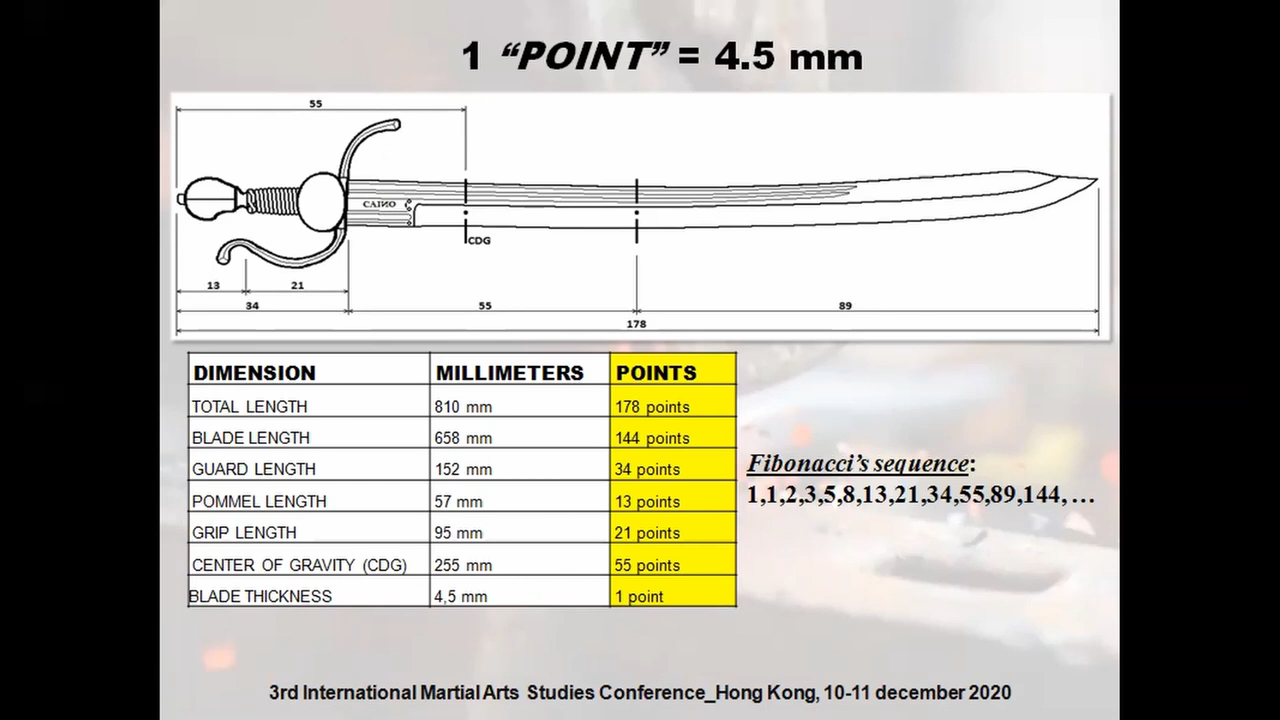 1 “POINT” = 4.5 mm
55
CAINO
CDG
13 21
34 55 89
178
DIMENSION MILLIMETERS POINTS
TOTAL LENGTH 810 mm 178 points
BLADE LENGTH 658 mm 144 points
GUARD LENGTH 152 mm 34 points
POMMEL LENGTH 57 mm 13 points
GRIP LENGTH 95 mm 21 points
CENTER OF GRAVITY (CDG) 255 mm 55 points
BLADE THICKNESS 4,5 mm 1 point
Fibonacci’s sequence:
1,1,2,3,5,8,13,21,34,55,89,144, …
3rd International Martial Arts Studies Conference_Hong Kong, 10-11 december 2020